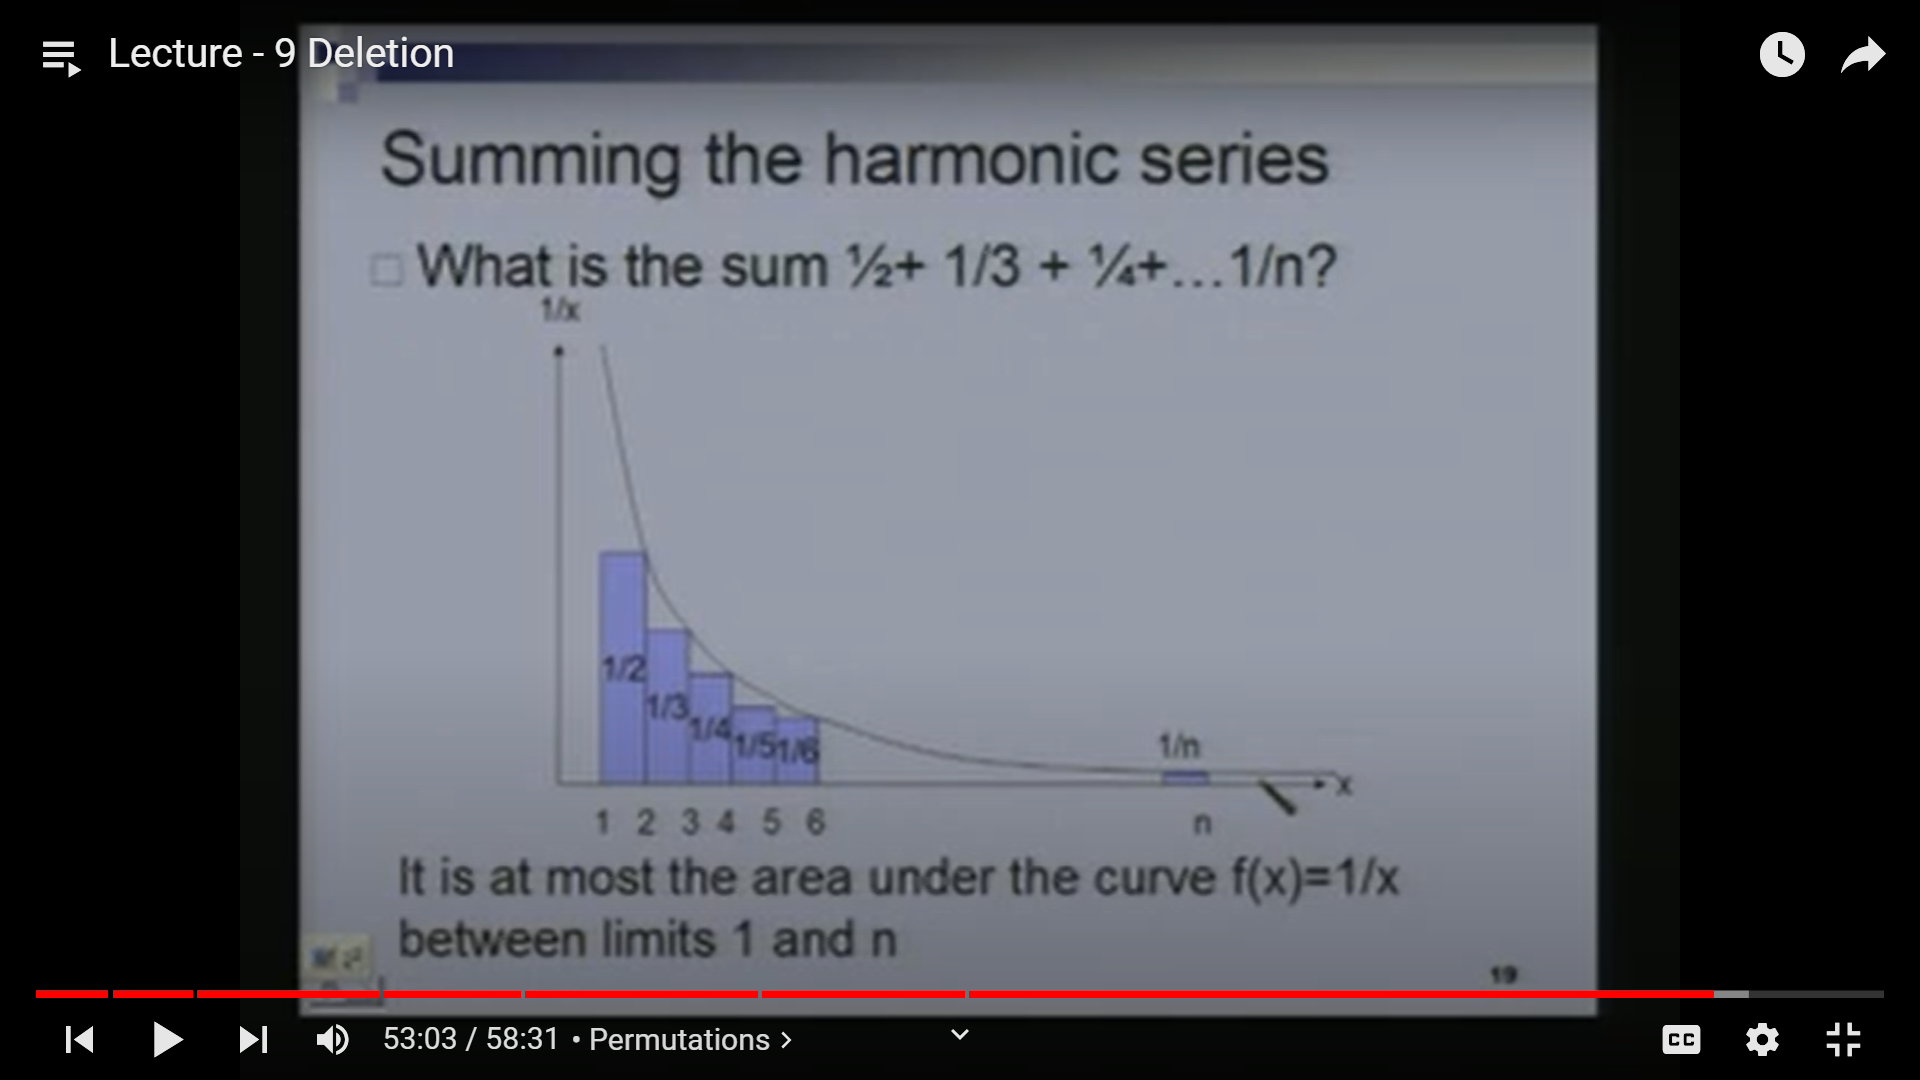 Lecture - 9 Deletion
Summing the harmonic series
What is the sum ½+ 1/3 + ¼+...1/n?
1/x
1/2
1/3
1/4
1/5
1/6
1/n
x
1 2 3 4 5 6 n
It is at most the area under the curve f(x)=1/x
between limits 1 and n
19
53:03 / 58:31 • Permutations >
CC